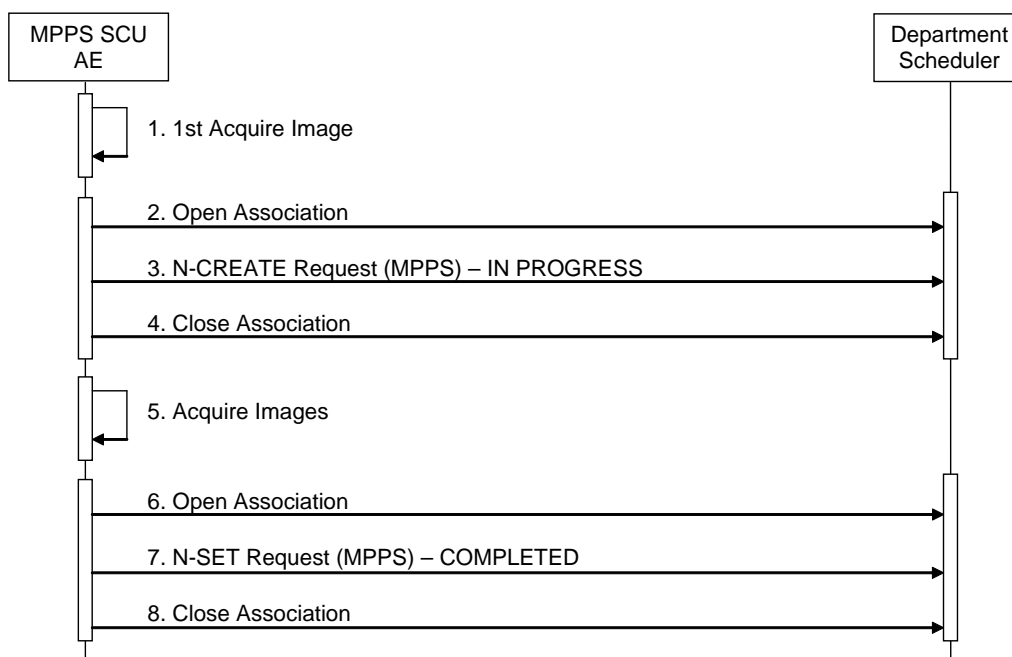 MPPS SCU
AE
Department
Scheduler
1. 1st Acquire Image
2. Open Association
3. N-CREATE Request (MPPS) – IN PROGRESS
4. Close Association
5. Acquire Images
6. Open Association
7. N-SET Request (MPPS) – COMPLETED
8. Close Association